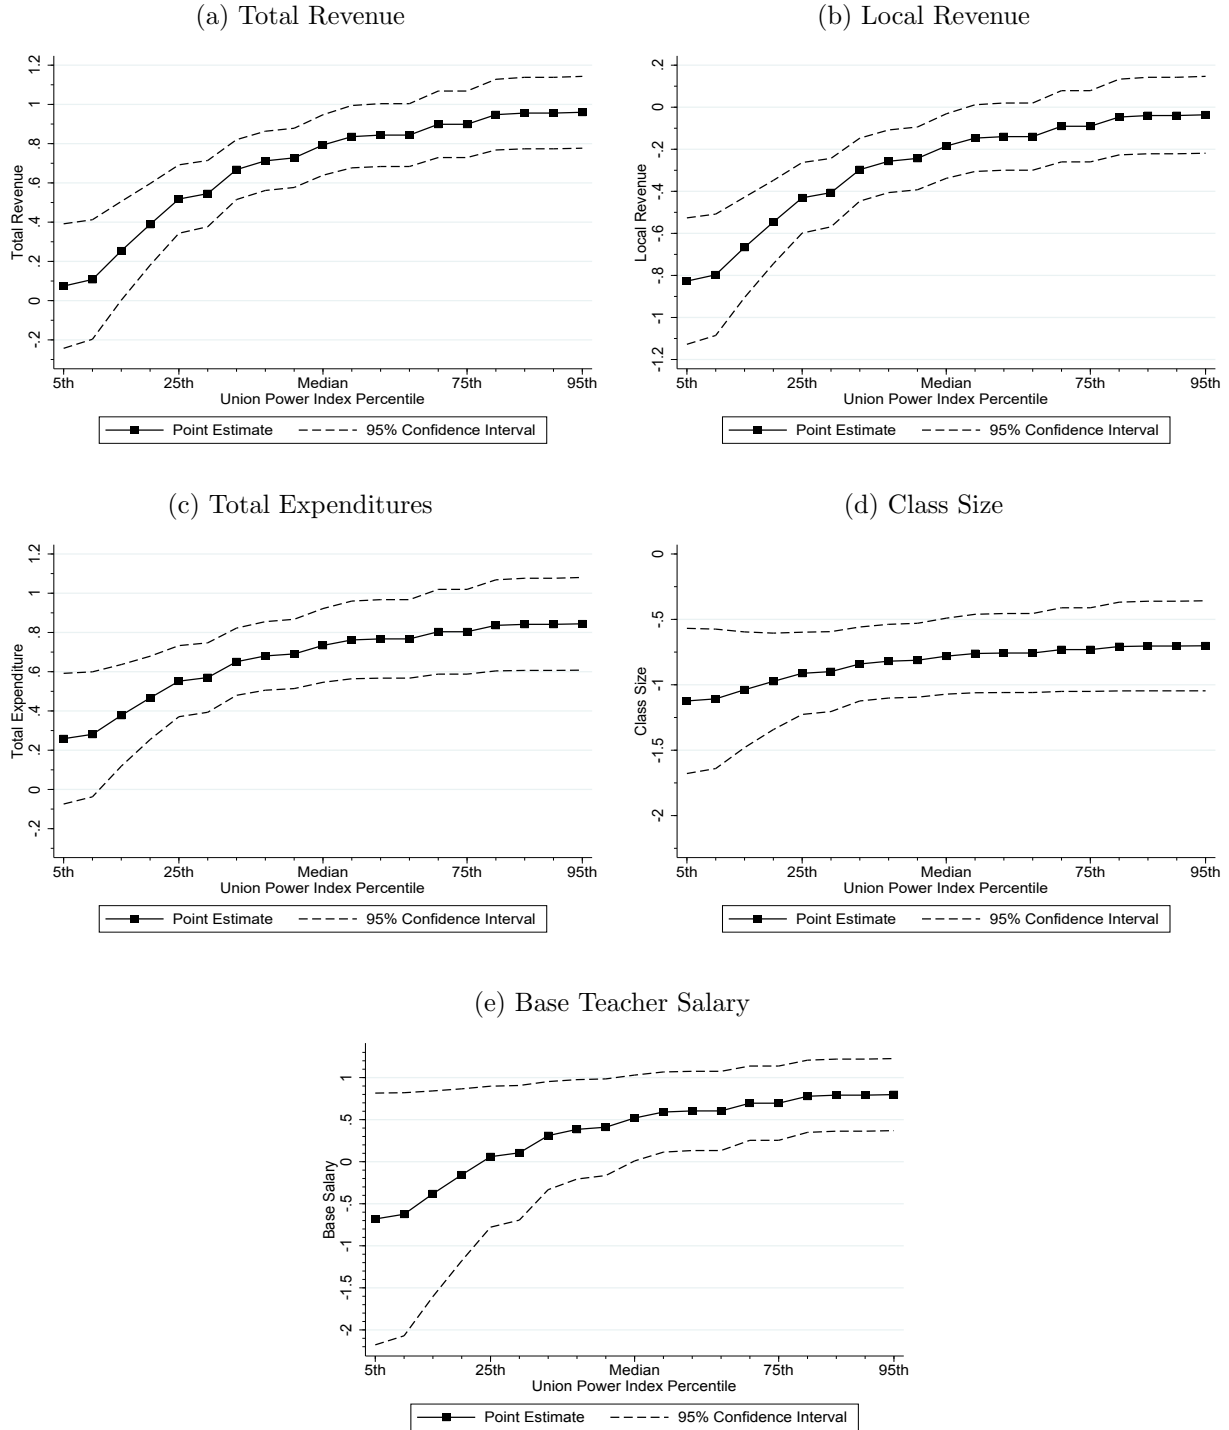 (a) Total Revenue
Total Revenue
1.2
1
.8
.6
.4
.2
0
-.2
5th 25th Median 75th 95th
Union Power Index Percentile
Point Estimate 95% Confidence Interval
(b) Local Revenue
Local Revenue
.2
0
-.2
-.4
-.6
-.8
-1
-1.2
5th 25th Median 75th 95th
Union Power Index Percentile
Point Estimate 95% Confidence Interval
(c) Total Expenditures
Total Expenditure
1.2
1
.8
.6
.4
.2
0
-.2
5th 25th Median 75th 95th
Union Power Index Percentile
Point Estimate 95% Confidence Interval
(d) Class Size
Class Size
0
-.5
-1
-1.5
-2
5th 25th Median 75th 95th
Union Power Index Percentile
Point Estimate 95% Confidence Interval
(e) Base Teacher Salary
Base Salary
1
.5
0
-.5
-1
-1.5
-2
5th 25th Median 75th 95th
Union Power Index Percentile
Point Estimate 95% Confidence Interval